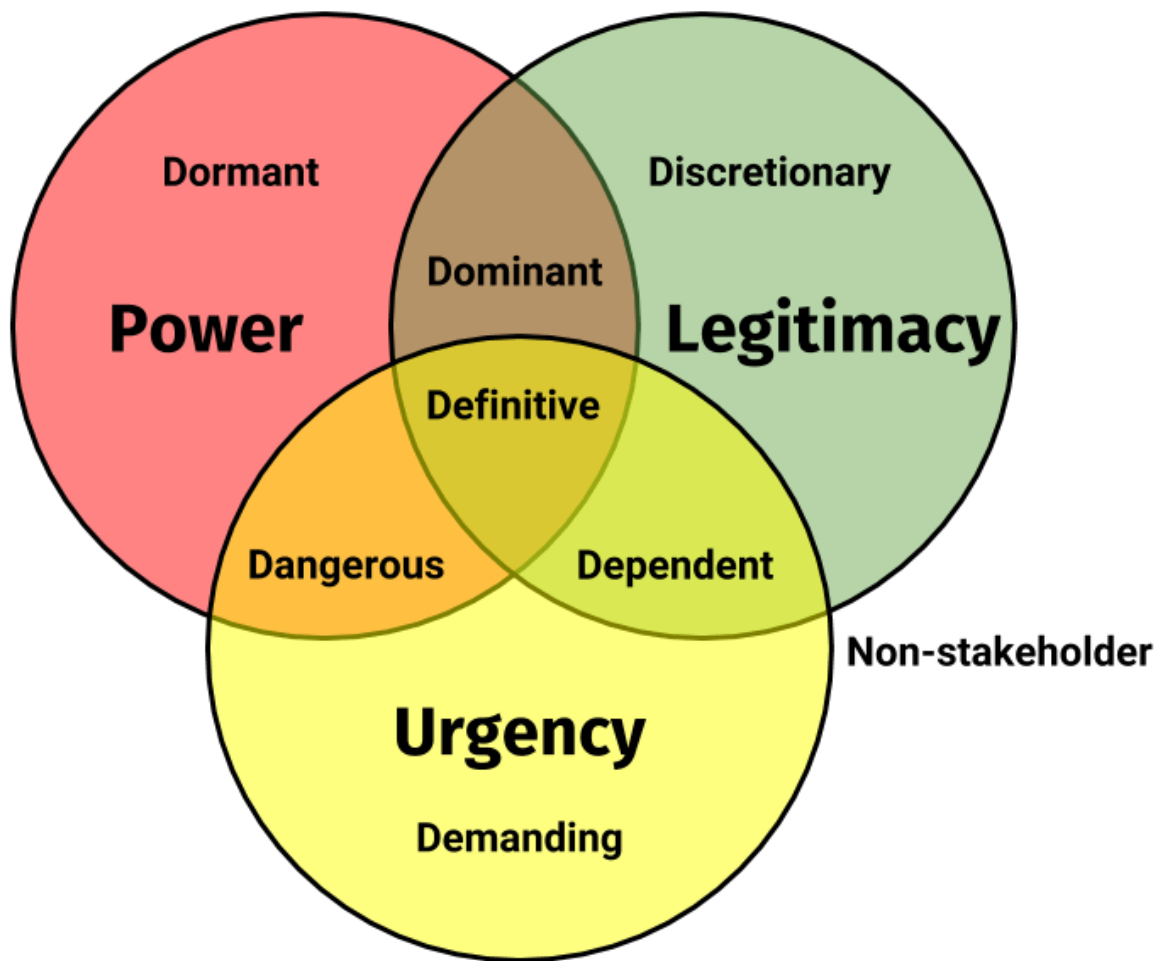 Dormant
Discretionary
Dominant
Power
Legitimacy
Definitive
Dangerous
Dependent
Non-stakeholder
Urgency
Demanding